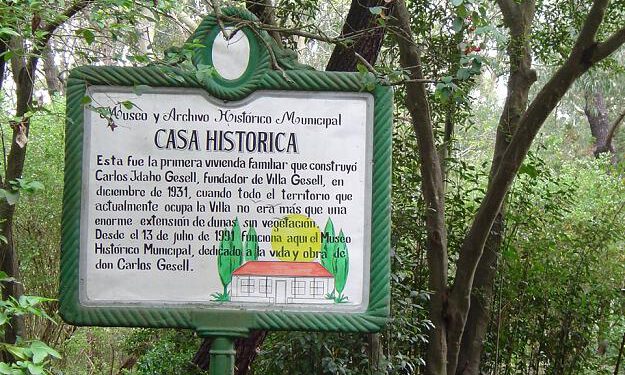 Museo y Archivo Histórico Municipal
CASA HISTORICA
Esta fue la primera vivienda familiar que construyó
Carlos Idaho Gesell, fundador de Villa Gesell, en
diciembre de 1931, cuando todo el territorio que
actualmente ocupa la Villa no era más que una
enorme extensión de dunas sin vegetación.
Desde el 13 de julio de 1991 funciona aquí el Museo
Histórico Municipal, dedicado a la vida y obra de
don Carlos Gesell.